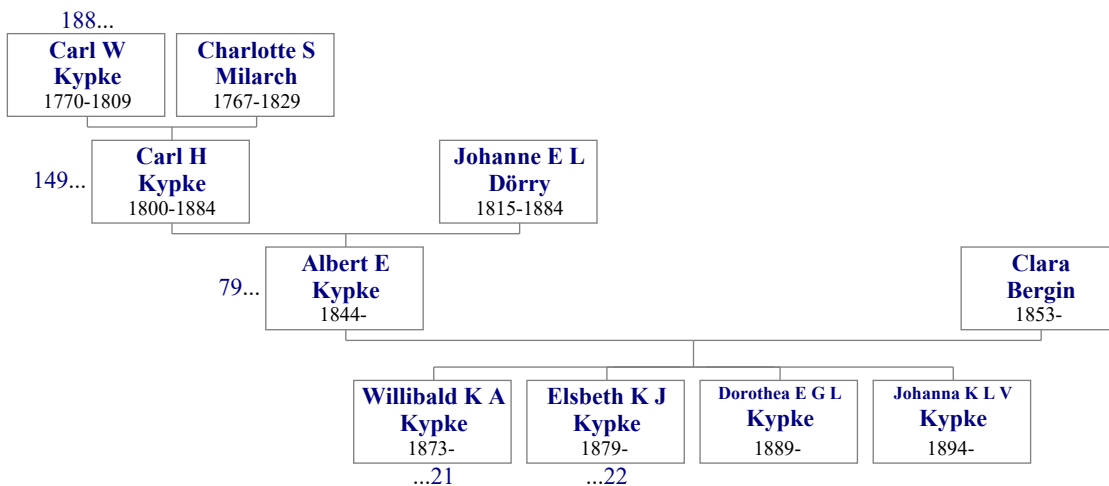 188...
Carl W
Kypke
1770-1809
Charlotte S
Milarch
1767-1829
149...
Carl H
Kypke
1800-1884
Johanne E L
Dörry
1815-1884
79...
Albert E
Kypke
1844-
Clara
Bergin
1853-
Willibald K A
Kypke
1873-
...21
Elsbeth K J
Kypke
1879-
...22
Dorothea E G L
Kypke
1889-
Johanna K L V
Kypke
1894-